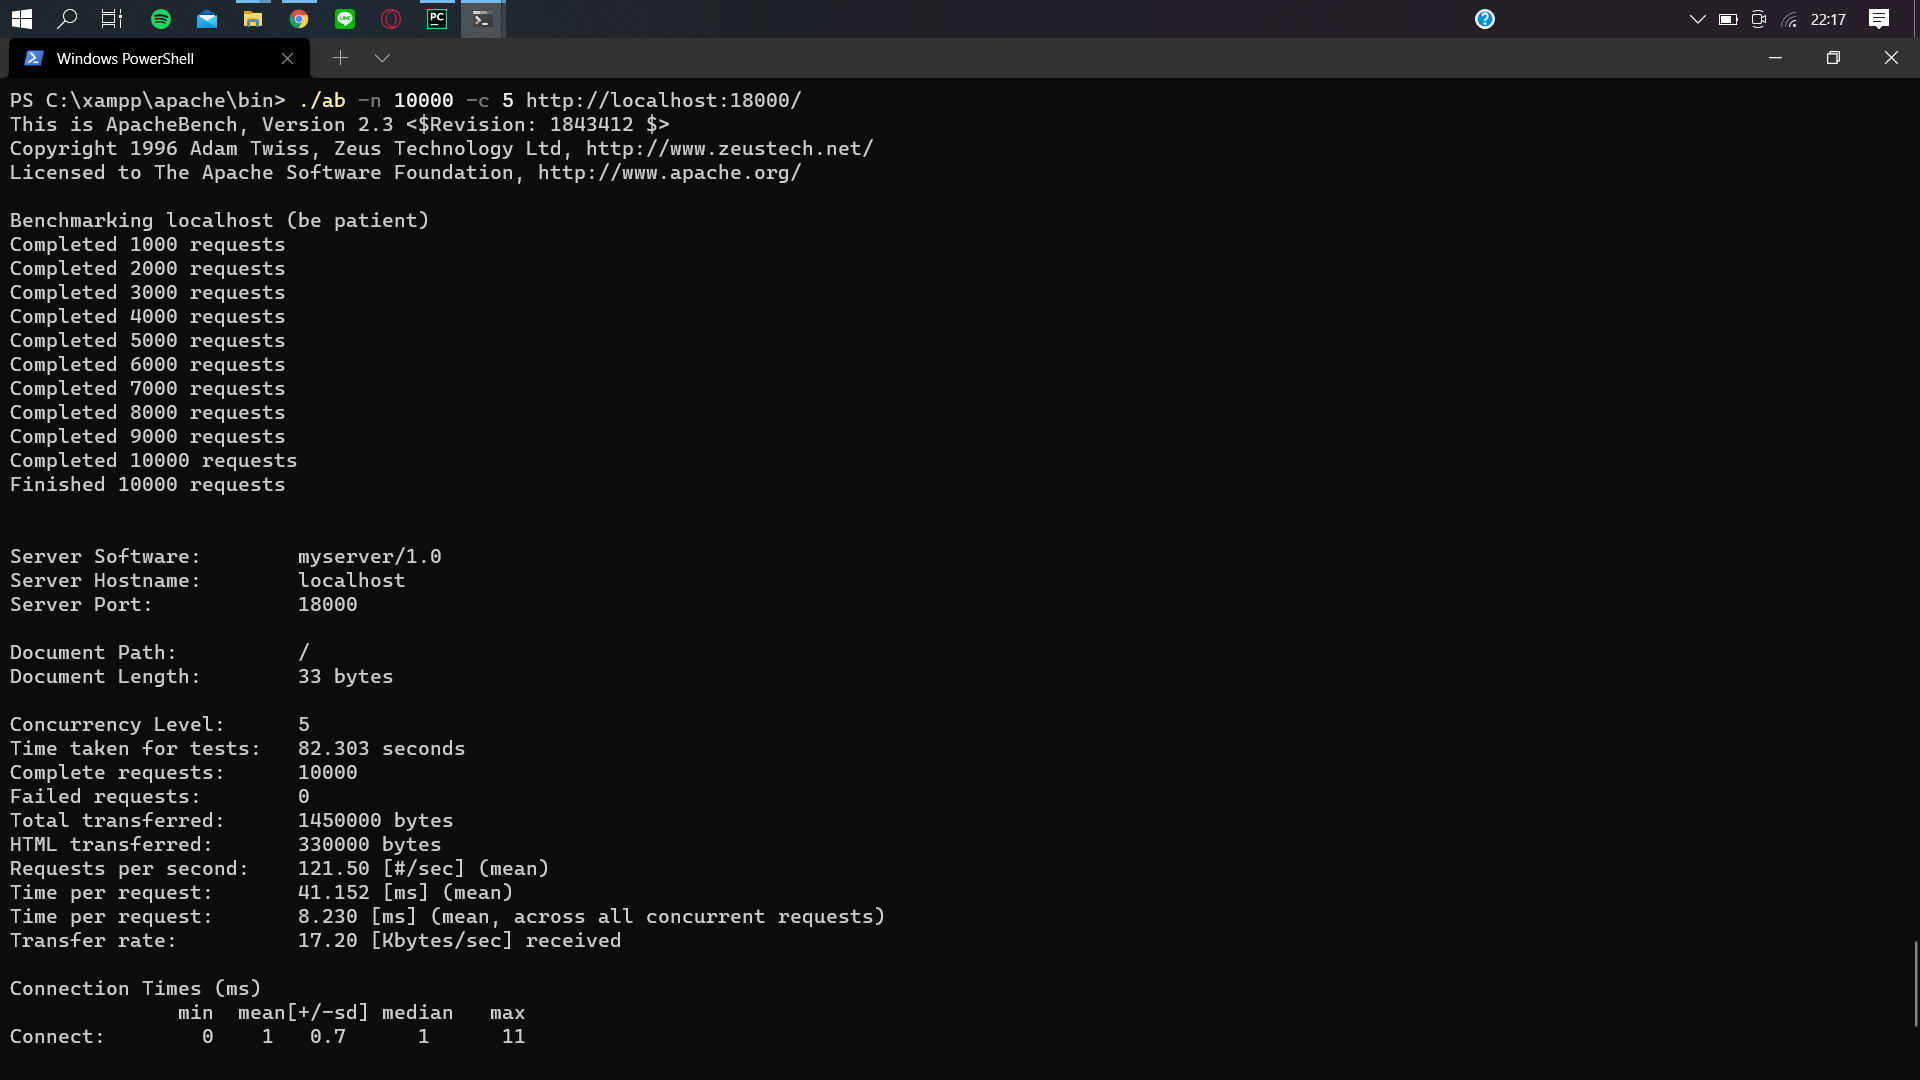 PC
LINE
22:17
Windows PowerShell
PS C:\xampp\apache\bin> ./ab -n 10000 -c 5 http://localhost:18000/
This is ApacheBench, Version 2.3 <$Revision: 1843412 $>
Copyright 1996 Adam Twiss, Zeus Technology Ltd, http://www.zeustech.net/
Licensed to The Apache Software Foundation, http://www.apache.org/

Benchmarking localhost (be patient)
Completed 1000 requests
Completed 2000 requests
Completed 3000 requests
Completed 4000 requests
Completed 5000 requests
Completed 6000 requests
Completed 7000 requests
Completed 8000 requests
Completed 9000 requests
Completed 10000 requests
Finished 10000 requests

Server Software:        myserver/1.0
Server Hostname:        localhost
Server Port:            18000

Document Path:          /
Document Length:        33 bytes

Concurrency Level:      5
Time taken for tests:   82.303 seconds
Complete requests:      10000
Failed requests:        0
Total transferred:      1450000 bytes
HTML transferred:       330000 bytes
Requests per second:    121.50 [#/sec] (mean)
Time per request:       41.152 [ms] (mean)
Time per request:       8.230 [ms] (mean, across all concurrent requests)
Transfer rate:          17.20 [Kbytes/sec] received

Connection Times (ms)
              min  mean[+/-sd] median   max
Connect:        0    1   0.7      1      11